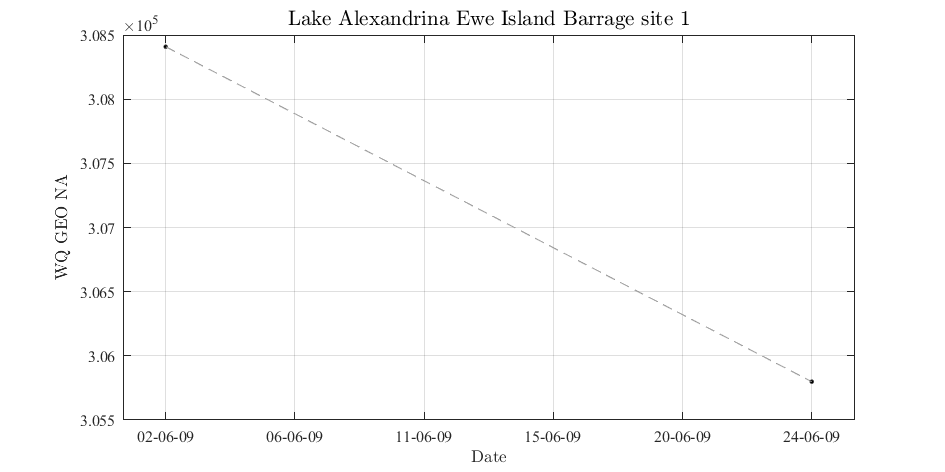 Lake Alexandrina Ewe Island Barrage site 1
×10⁵
3.085
3.08
3.075
3.07
3.065
3.06
3.055
WQ GEO NA
02-06-09 06-06-09 11-06-09 15-06-09 20-06-09 24-06-09
Date